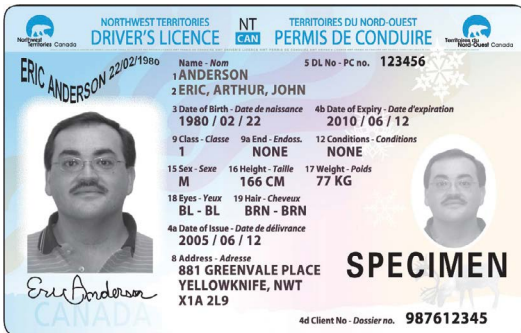 Northwest Territories Canada
NORTHWEST TERRITORIES
DRIVER'S LICENCE
NT
CAN
TERRITOIRES DU NORD-OUEST
PERMIS DE CONDUIRE
Territoires du Nord-Ouest Canada
ERIC ANDERSON 22/02/1980
Name - Nom
5 DL No - PC no. 123456
1 ANDERSON
2 ERIC, ARTHUR, JOHN
3 Date of Birth - Date de naissance
4b Date of Expiry - Date d'expiration
1980 / 02 / 22
2010 / 06 / 12
9 Class - Classe 9a End - Endoss. 12 Conditions - Conditions
1 NONE NONE
15 Sex - Sexe 16 Height - Taille 17 Weight - Poids
M 166 CM 77 KG
18 Eyes - Yeux 19 Hair - Cheveux
BL - BL BRN - BRN
4a Date of Issue - Date de délivrance
2005 / 06 / 12
8 Address - Adresse
881 GREENVALE PLACE
YELLOWKNIFE, NWT
X1A 2L9
SPECIMEN
Eric Anderson
CANADA
4d Client No - Dossier no. 987612345